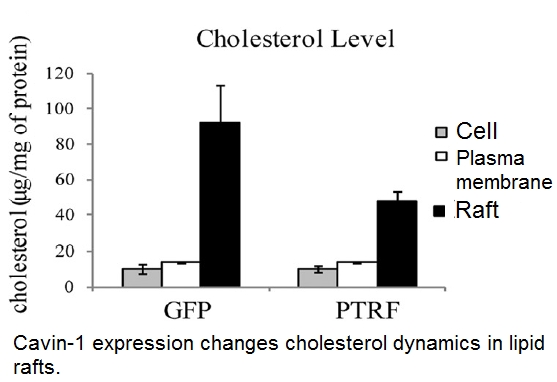 Cholesterol Level
cholesterol (µg/mg of protein)
120
100
80
60
40
20
0
GFP
PTRF
Cell
Plasma
membrane
Raft
Cavin-1 expression changes cholesterol dynamics in lipid
rafts.